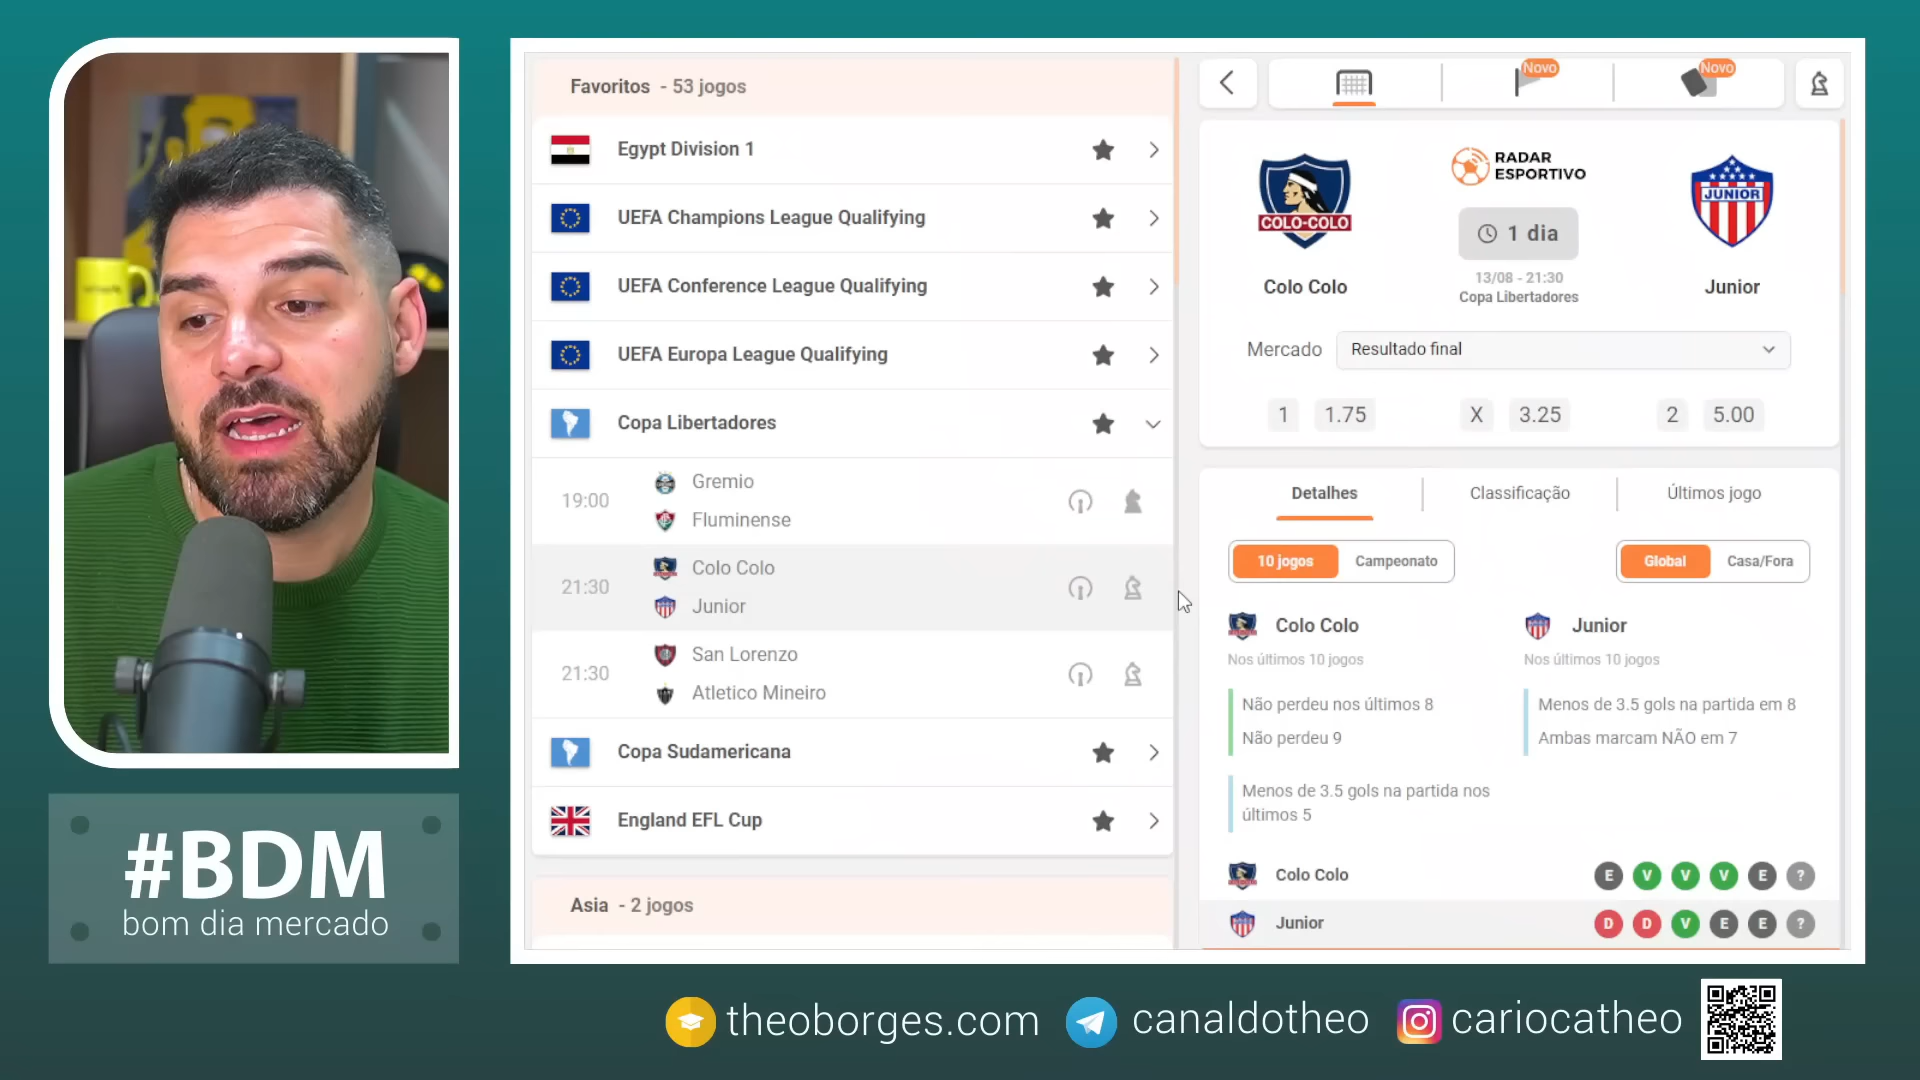 Favoritos - 53 jogos
Egypt Division 1
UEFA Champions League Qualifying
UEFA Conference League Qualifying
UEFA Europa League Qualifying
Copa Libertadores
19:00
Gremio
Fluminense
21:30
Colo Colo
Junior
21:30
San Lorenzo
Atletico Mineiro
Copa Sudamericana
England EFL Cup
Asia - 2 jogos
Novo
Novo
COLO-COLO
RADAR
ESPORTIVO
JUNIOR
1 dia
13/08 - 21:30
Copa Libertadores
Colo Colo
Junior
Mercado
Resultado final
1 1.75 X 3.25 2 5.00
Detalhes
Classificação
Últimos jogo
10 jogos
Campeonato
Global
Casa/Fora
Colo Colo
Nos últimos 10 jogos
Não perdeu nos últimos 8
Não perdeu 9
Menos de 3.5 gols na partida nos
últimos 5
Junior
Nos últimos 10 jogos
Menos de 3.5 gols na partida em 8
Ambas marcam NÃO em 7
Colo Colo E V V V E ?
Junior D D V E E ?
#BDM
bom dia mercado
theoborges.com
canaldotheo
cariocatheo